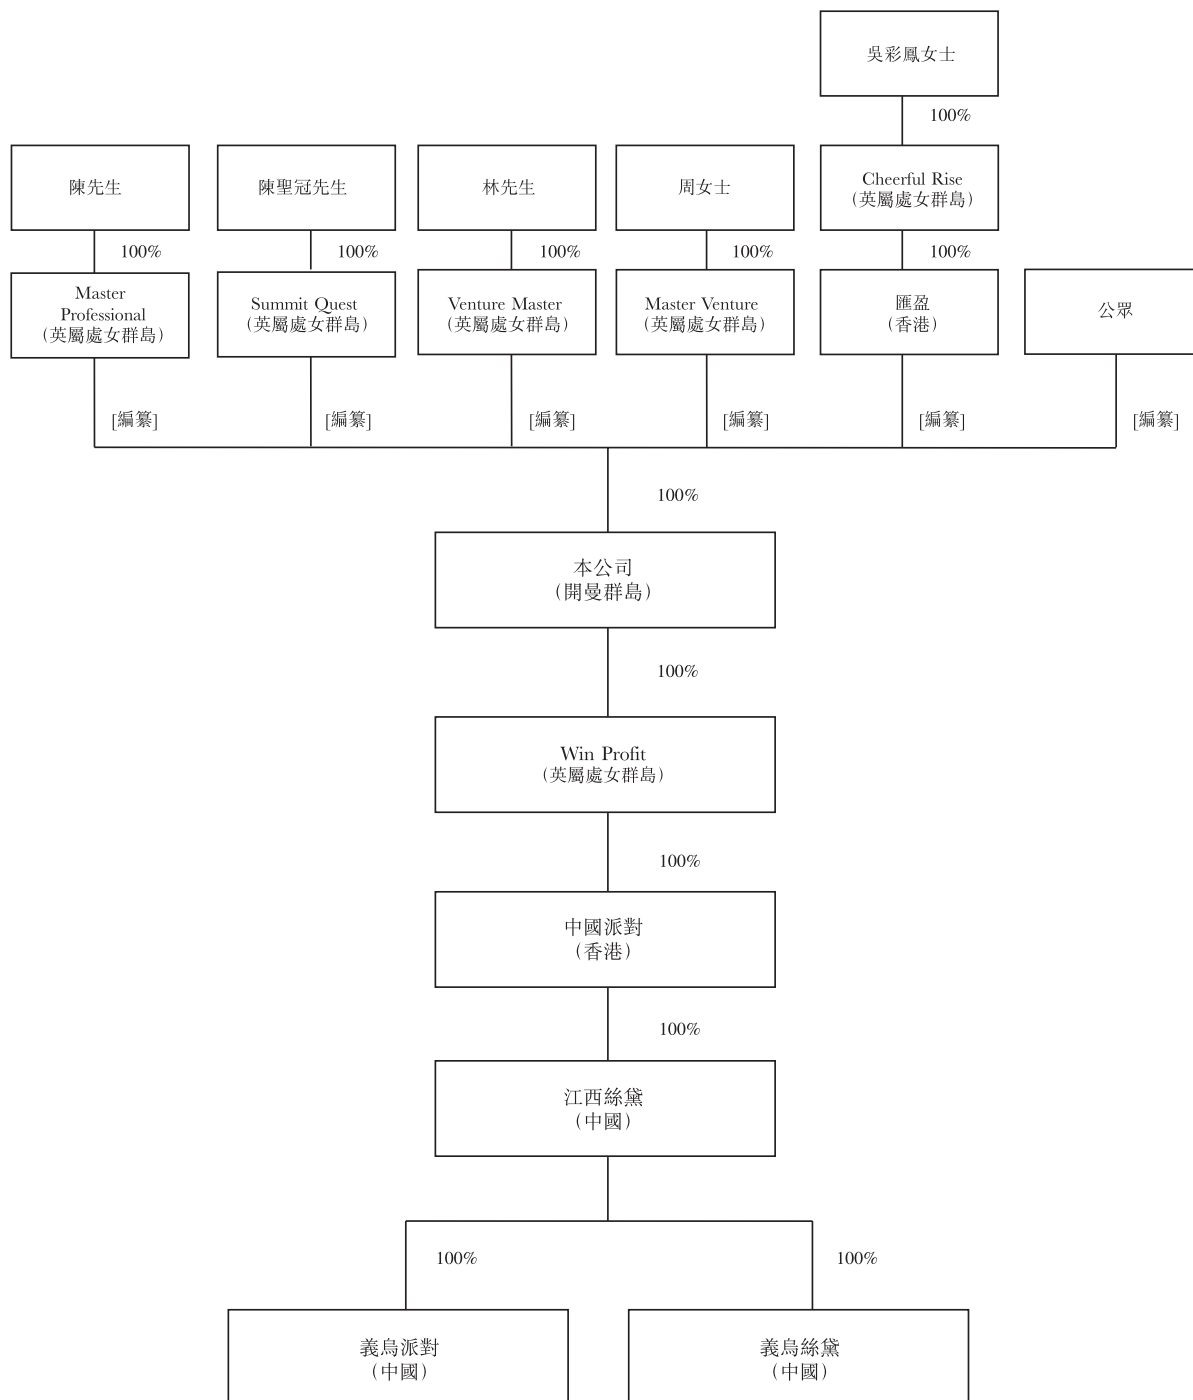 吳彩鳳女士
100%
陳先生
陳聖冠先生
林先生
周女士
Cheerful Rise
(英屬處女群島)
100%
100%
100%
100%
100%
Master
Professional
(英屬處女群島)
Summit Quest
(英屬處女群島)
Venture Master
(英屬處女群島)
Master Venture
(英屬處女群島)
匯盈
(香港)
公眾
[編纂]
[編纂]
[編纂]
[編纂]
[編纂]
[編纂]
100%
本公司
(開曼群島)
100%
Win Profit
(英屬處女群島)
100%
中國派對
(香港)
100%
江西絲黛
(中國)
100%
100%
義烏派對
(中國)
義烏絲黛
(中國)